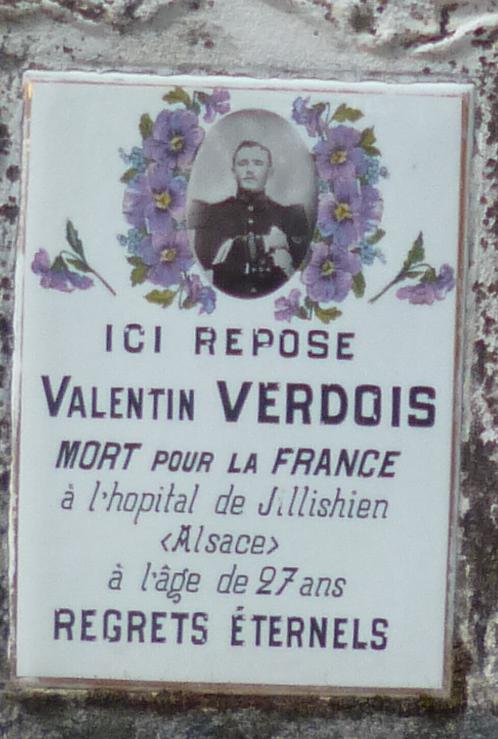 ICI REPOSE
VALENTIN VERDOIS
MORT POUR LA FRANCE
à l'hopital de Jillishien
<Alsace>
à l'âge de 27 ans
REGRETS ÉTERNELS